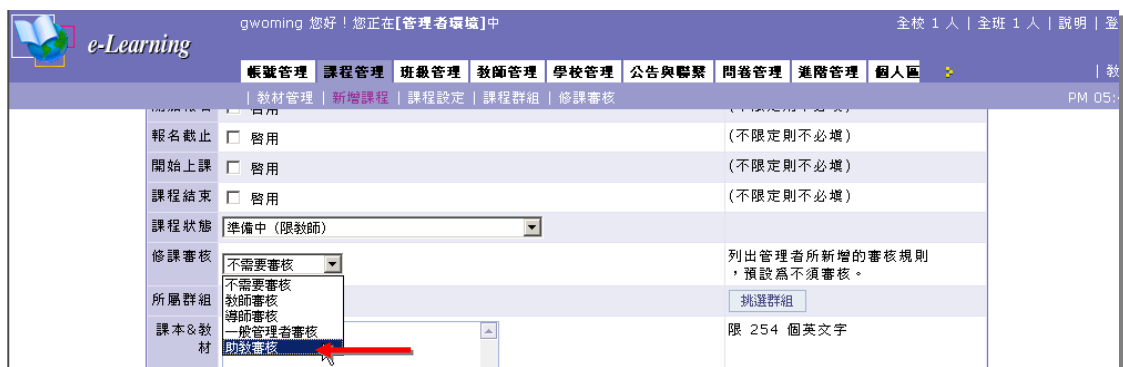 gwoming 您好！您正在[管理者環境]中
全校 1 人 | 全班 1 人 | 說明 | 登
e-Learning
帳號管理 課程管理 班級管理 教師管理 學校管理 公告與聯繫 問卷管理 進階管理 個人區
| 教
| 教材管理 | 新增課程 | 課程設定 | 課程群組 | 修課審核
PM 05:
報名截止 啓用 (不限定則不必填)
開始上課 啓用 (不限定則不必填)
課程結束 啓用 (不限定則不必填)
課程狀態 準備中（限教師）
修課審核 不需要審核 列出管理者所新增的審核規則
，預設爲不須審核。
不需要審核
所屬群組 教師審核 挑選群組
導師審核
課本&教 一般管理者審核 限 254 個英文字
材 助教審核